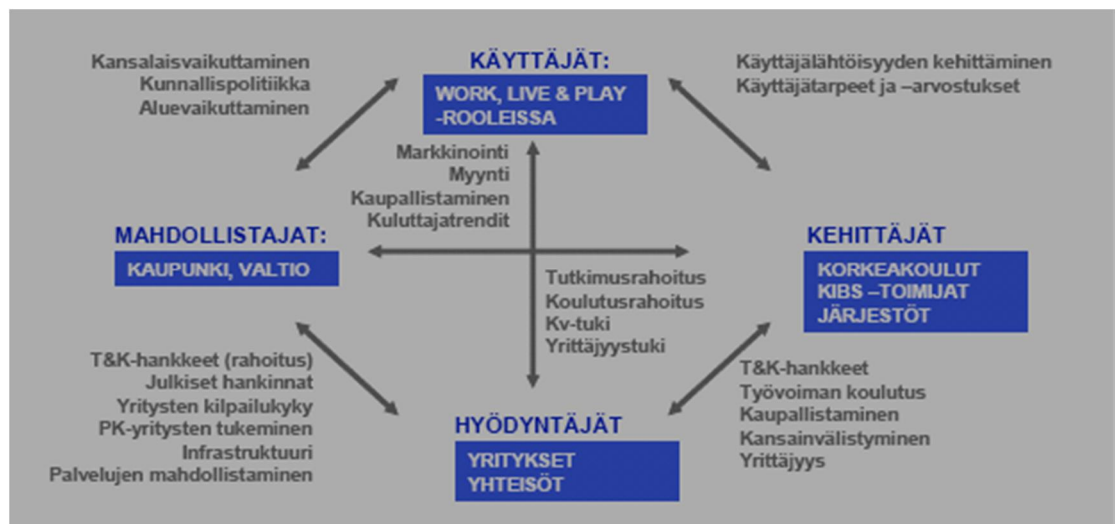 Kansalaisvaikuttaminen
Kunnallispolitiikka
Aluevaikuttaminen
KÄYTTÄJÄT:
WORK, LIVE & PLAY
-ROOLEISSA
Käyttäjälähtöisyyden kehittäminen
Käyttäjätarpeet ja –arvostukset
Markkinointi
Myynti
Kaupallistaminen
Kuluttajatrendit
MAHDOLLISTAJAT:
KAUPUNKI, VALTIO
KEHITTÄJÄT
KORKEAKOULUT
KIBS –TOIMIJAT
JÄRJESTÖT
Tutkimusrahoitus
Koulutusrahoitus
Kv-tuki
Yrittäjyystuki
T&K-hankkeet (rahoitus)
Julkiset hankinnat
Yritysten kilpailukyky
PK-yritysten tukeminen
Infrastruktuuri
Palvelujen mahdollistaminen
HYÖDYNTÄJÄT
YRITYKSET
YHTEISÖT
T&K-hankkeet
Työvoiman koulutus
Kaupallistaminen
Kansainvälistyminen
Yrittäjyys